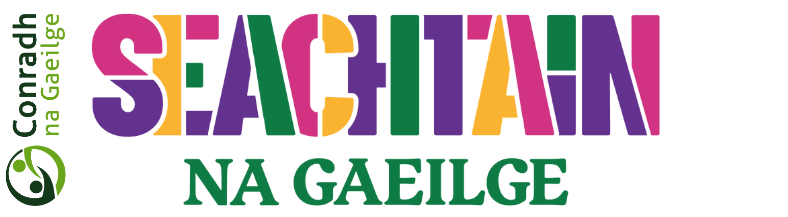 Conradh
na Gaeilge
SEACHTAIN
NA GAEILGE